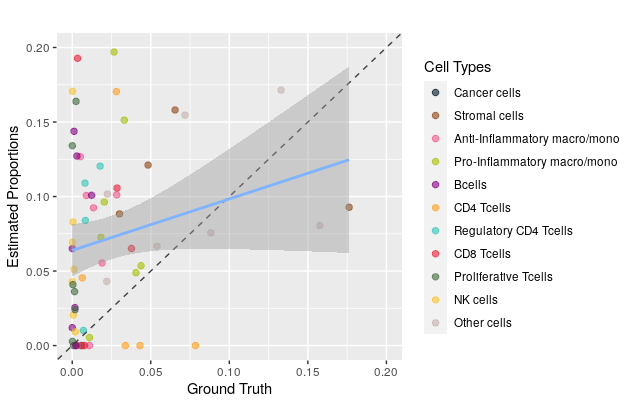 0.20
0.15
0.10
0.05
0.00
Estimated Proportions
0.00 0.05 0.10 0.15 0.20
Ground Truth
Cell Types
Cancer cells
Stromal cells
Anti-Inflammatory macro/mono
Pro-Inflammatory macro/mono
Bcells
CD4 Tcells
Regulatory CD4 Tcells
CD8 Tcells
Proliferative Tcells
NK cells
Other cells